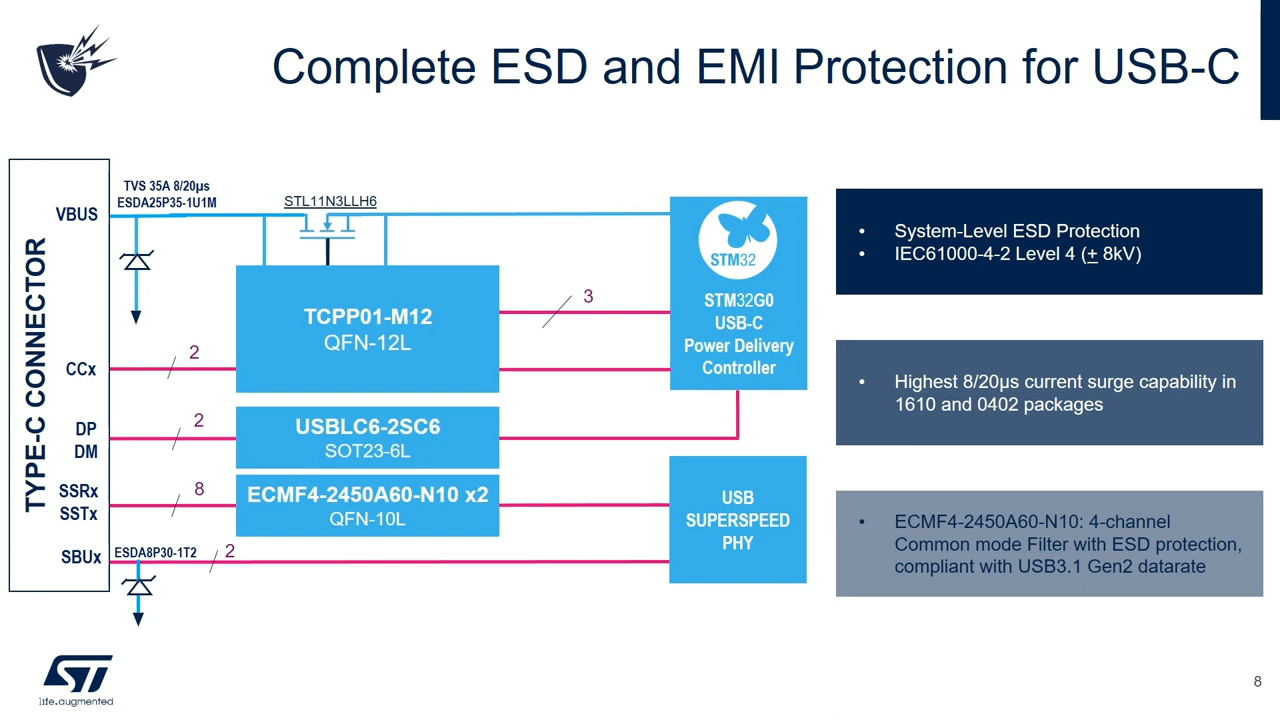 Complete ESD and EMI Protection for USB-C
TYPE-C CONNECTOR
VBUS
TVS 35A 8/20µs
ESDA25P35-1U1M
STL11N3LLH6
TCPP01-M12
QFN-12L
3
STM32
STM32G0
USB-C
Power Delivery
Controller
CCx
2
DP
DM
2
USBLC6-2SC6
SOT23-6L
SSRx
SSTx
8
ECMF4-2450A60-N10 x2
QFN-10L
USB
SUPERSPEED
PHY
SBUx
ESDA8P30-1T2
2
• System-Level ESD Protection
• IEC61000-4-2 Level 4 (± 8kV)
• Highest 8/20µs current surge capability in
1610 and 0402 packages
• ECMF4-2450A60-N10: 4-channel
Common mode Filter with ESD protection,
compliant with USB3.1 Gen2 datarate
ST
life.augmented
8